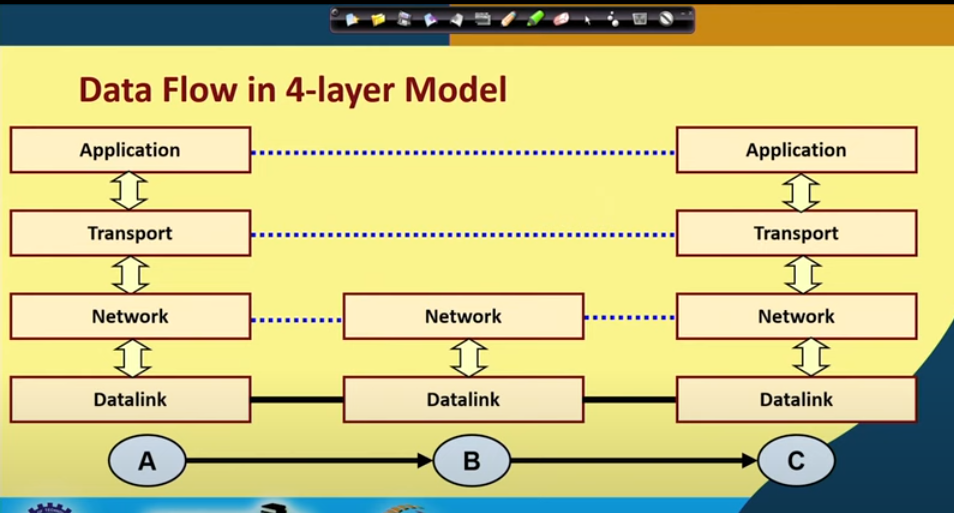 Data Flow in 4-layer Model
Application Application
Transport Transport
Network Network Network
Datalink Datalink Datalink
A B C